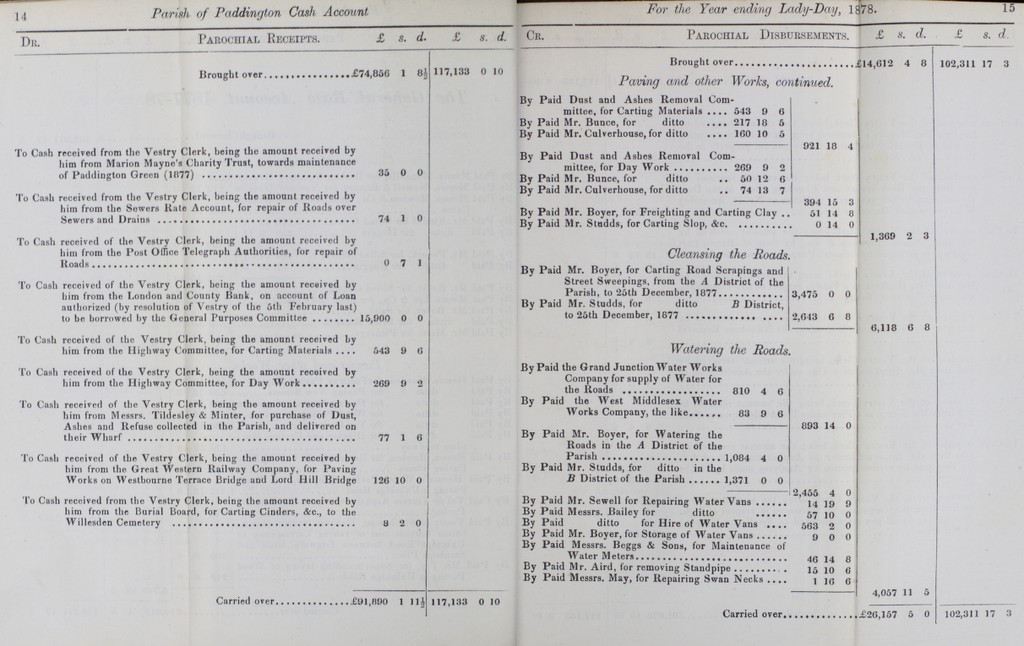 14
Parish of Paddington Cash Account
DR. PAROCHIAL RECEIPTS. £ s. d. £ s. d.
Brought over...............£74,856 1 8½ 117,133 0 10
To Cash received from the Vestry Clerk, being the amount received by
him from Marion Mayne's Charity Trust, towards maintenance
of Paddington Green (1877) ........................... 35 0 0
To Cash received from the Vestry Clerk, being the amount received by
him from the Sewers Rate Account, for repair of Roads over
Sewers and Drains ................................... 74 1 0
To Cash received of the Vestry Clerk, being the amount received by
him from the Post Office Telegraph Authorities, for repair of
Roads............................................... 0 7 1
To Cash received of the Vestry Clerk, being the amount received by
him from the London and County Bank, on account of Loan
authorized (by resolution of Vestry of the 5th February last)
to be borrowed by the General Purposes Committee ........ 15,900 0 0
To Cash received of the Vestry Clerk, being the amount received by
him from the Highway Committee, for Carting Materials .... 543 9 6
To Cash received of the Vestry Clerk, being the amount received by
him from the Highway Committee, for Day Work.......... 269 9 2
To Cash received of the Vestry Clerk, being the amount received by
him from Messrs. Tildesley & Minter, for purchase of Dust,
Ashes and Refuse collected in the Parish, and delivered on
their Wharf ........................................ 77 1 6
To Cash received of the Vestry Clerk, being the amount received by
him from the Great Western Railway Company, for Paving
Works on Westbourne Terrace Bridge and Lord Hill Bridge 126 10 0
To Cash received from the Vestry Clerk, being the amount received by
him from the Burial Board, for Carting Cinders, &c., to the
Willesden Cemetery ................................. 8 2 0
Carried over..............£91,890 1 11½ 117,133 0 10
For the Year ending Lady-Day, 1878.
15
CR. PAROCHIAL DISBURSEMENTS. £ s. d. £ s. d.
Brought over......................£14,612 4 8 102,311 17 3
Paving and other Works, continued.
By Paid Dust and Ashes Removal Com-
mittee, for Carting Materials .... 543 9 6
By Paid Mr. Bunce, for ditto .... 217 18 5
By Paid Mr. Culverhouse, for ditto .... 160 10 5
921 18 4
By Paid Dust and Ashes Removal Com-
mittee, for Day Work .......... 269 9 2
By Paid Mr. Bunce, for ditto .. 50 12 6
By Paid Mr. Culverhouse, for ditto .. 74 13 7
394 15 3
By Paid Mr. Boyer, for Freighting and Carting Clay .. 51 14 8
By Paid Mr. Studds, for Carting Slop, &c. .......... 0 14 0
1,369 2 3
Cleansing the Roads.
By Paid Mr. Boyer, for Carting Road Scrapings and
Street Sweepings, from the A District of the
Parish, to 25th December, 1877............ 3,475 0 0
By Paid Mr. Studds, for ditto B District,
to 25th December, 1877 ................. 2,643 6 8
6,118 6 8
Watering the Roads.
By Paid the Grand Junction Water Works
Company for supply of Water for
the Roads ................. 810 4 6
By Paid the West Middlesex Water
Works Company, the like...... 83 9 6
893 14 0
By Paid Mr. Boyer, for Watering the
Roads in the A District of the
Parish ..................... 1,084 4 0
By Paid Mr. Studds, for ditto in the
B District of the Parish ...... 1,371 0 0
2,455 4 0
By Paid Mr. Sewell for Repairing Water Vans ...... 14 19 9
By Paid Messrs. Bailey for ditto ...... 57 10 0
By Paid ditto for Hire of Water Vans .... 563 2 0
By Paid Mr. Boyer, for Storage of Water Vans ...... 9 0 0
By Paid Messrs. Beggs & Sons, for Maintenance of
Water Meters............................ 46 14 8
By Paid Mr. Aird, for removing Standpipe .......... 15 10 6
By Paid Messrs. May, for Repairing Swan Necks .... 1 16 6
4,057 11 5
Carried over..............£26,157 5 0 102,311 17 3